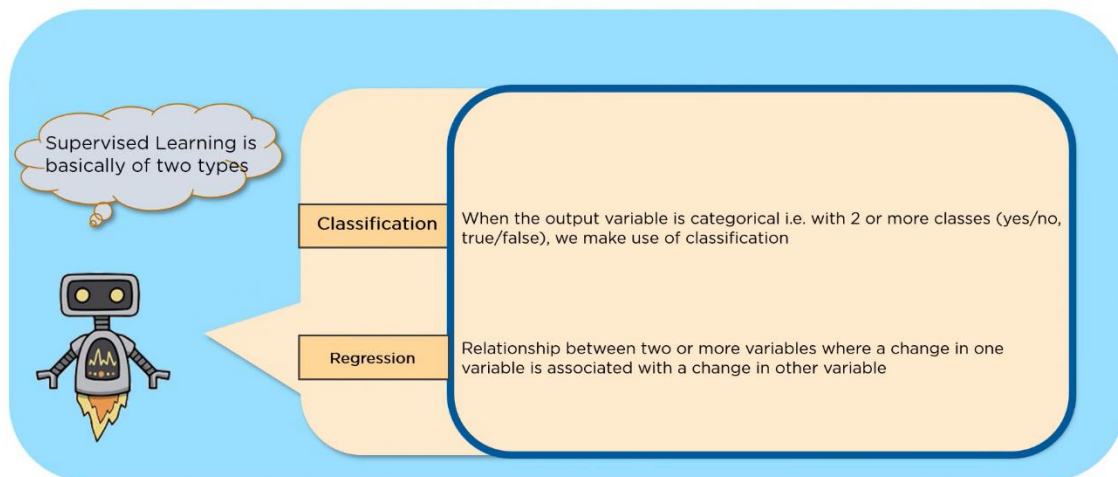 Supervised Learning is
basically of two types
Classification
When the output variable is categorical i.e. with 2 or more classes (yes/no,
true/false), we make use of classification
Regression
Relationship between two or more variables where a change in one
variable is associated with a change in other variable